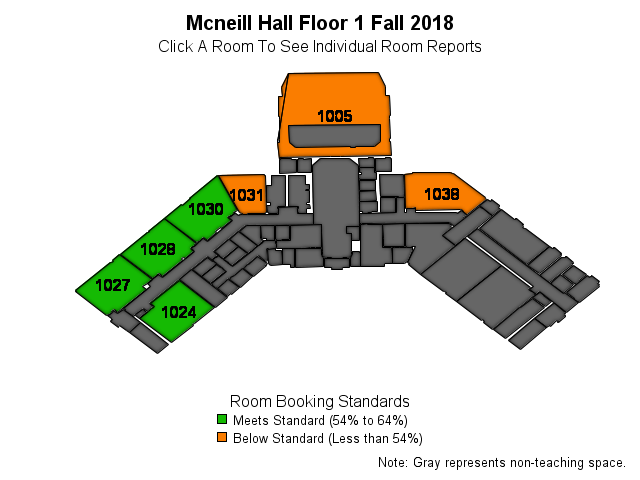 Mcneill Hall Floor 1 Fall 2018
Click A Room To See Individual Room Reports
1005
1031
1038
1030
1028
1027
1024
Room Booking Standards
Meets Standard (54% to 64%)
Below Standard (Less than 54%)
Note: Gray represents non-teaching space.